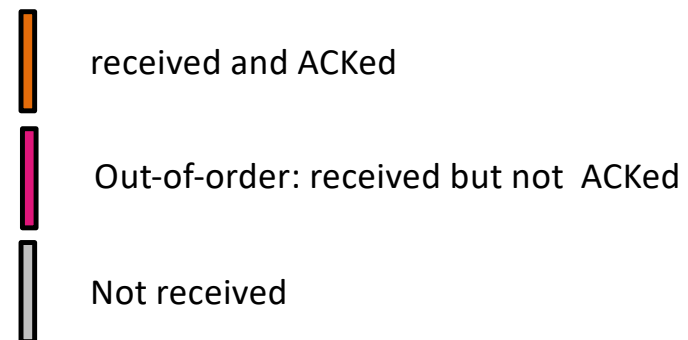 received and ACKed
Out-of-order: received but not ACKed
Not received